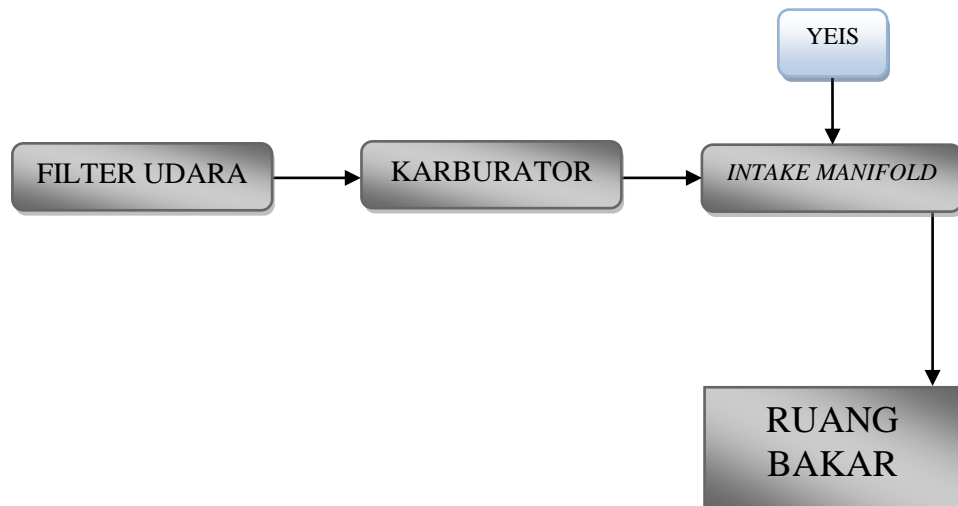 YEIS
FILTER UDARA
KARBURATOR
INTAKE MANIFOLD
RUANG
BAKAR